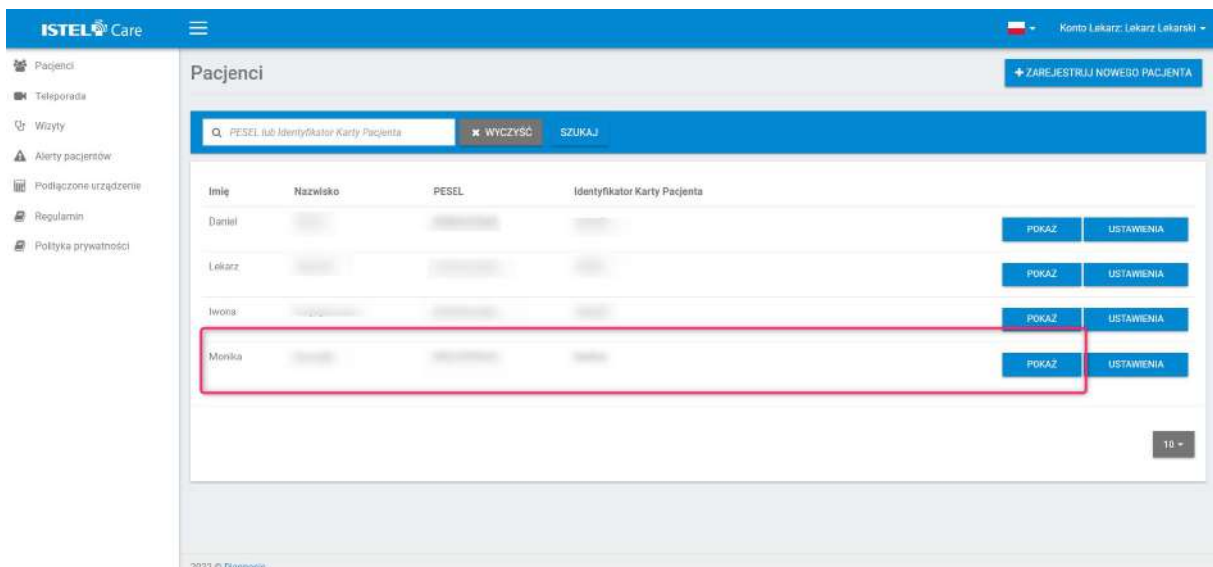 ISTEL Care
Konto Lekarz: Lekarz Lekarski
Pacjenci
Teleporada
Wizyty
Alerty pacjentów
Podłączone urządzenie
Regulamin
Polityka prywatności
Pacjenci
+ ZAREJESTRUJ NOWEGO PACJENTA
PESEL lub Identyfikator Karty Pacjenta
WYCZYŚĆ SZUKAJ
Imię Nazwisko PESEL Identyfikator Karty Pacjenta
Daniel POKAŻ USTAWIENIA
Lekarz POKAŻ USTAWIENIA
Iwona POKAŻ USTAWIENIA
Monika POKAŻ USTAWIENIA
10
2022 ©